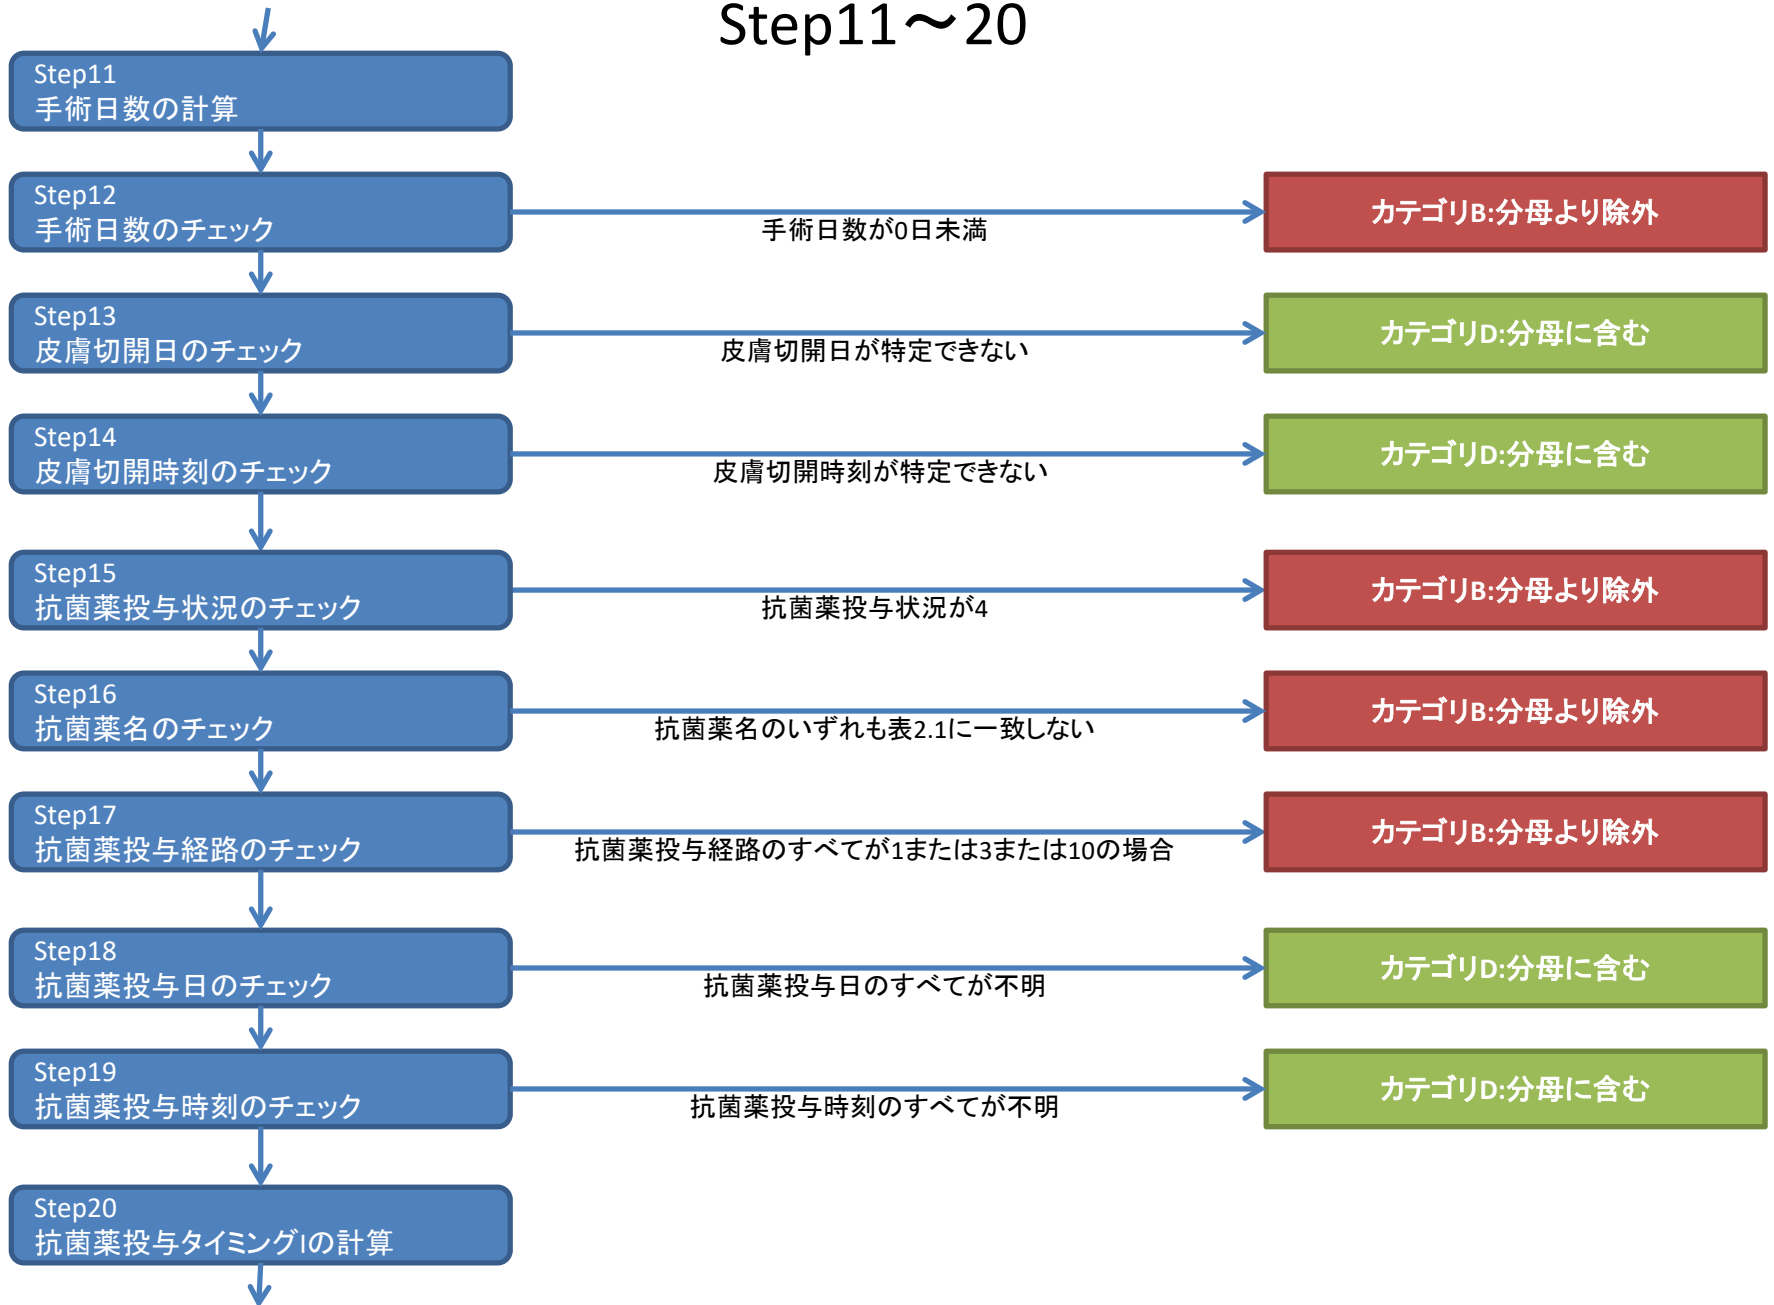 Step11～20
Step11
手術日数の計算
Step12
手術日数のチェック
手術日数が0日未満
カテゴリB:分母より除外
Step13
皮膚切開日のチェック
皮膚切開日が特定できない
カテゴリD:分母に含む
Step14
皮膚切開時刻のチェック
皮膚切開時刻が特定できない
カテゴリD:分母に含む
Step15
抗菌薬投与状況のチェック
抗菌薬投与状況が4
カテゴリB:分母より除外
Step16
抗菌薬名のチェック
抗菌薬名のいずれも表2.1に一致しない
カテゴリB:分母より除外
Step17
抗菌薬投与経路のチェック
抗菌薬投与経路のすべてが1または3または10の場合
カテゴリB:分母より除外
Step18
抗菌薬投与日のチェック
抗菌薬投与日のすべてが不明
カテゴリD:分母に含む
Step19
抗菌薬投与時刻のチェック
抗菌薬投与時刻のすべてが不明
カテゴリD:分母に含む
Step20
抗菌薬投与タイミングIの計算